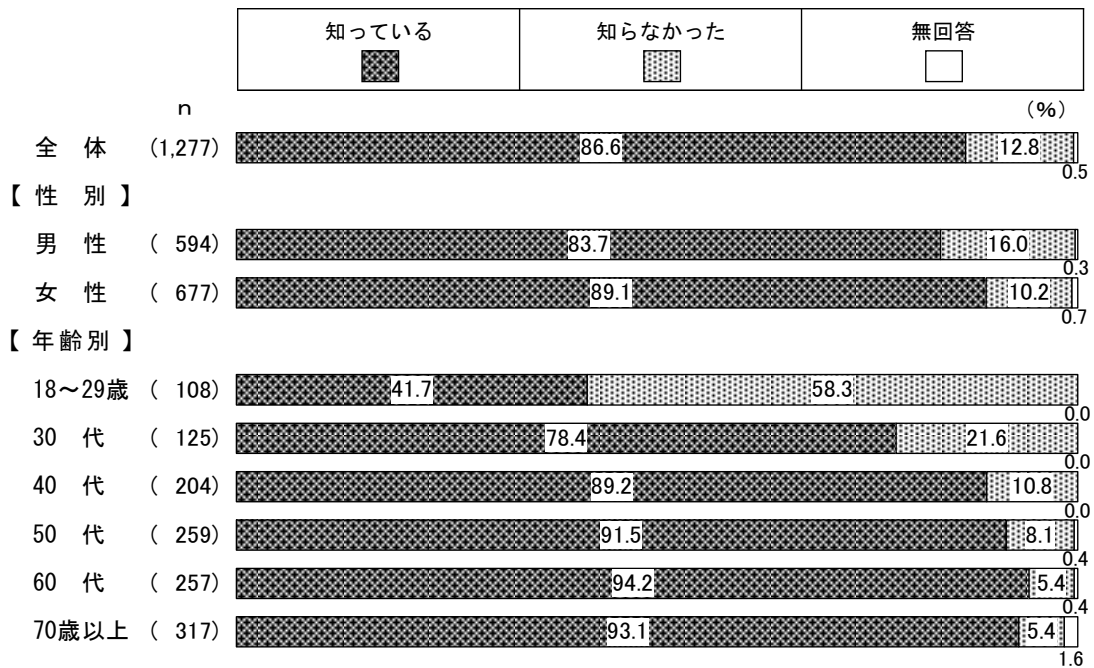 知っている 知らなかった 無回答
n (%)
全 体 (1,277) 86.6 12.8
0.5
【 性 別 】
男 性 ( 594) 83.7 16.0
0.3
女 性 ( 677) 89.1 10.2
0.7
【 年齢別 】
18～29歳 ( 108) 41.7 58.3
0.0
30 代 ( 125) 78.4 21.6
0.0
40 代 ( 204) 89.2 10.8
0.0
50 代 ( 259) 91.5 8.1
0.4
60 代 ( 257) 94.2 5.4
0.4
70歳以上 ( 317) 93.1 5.4
1.6